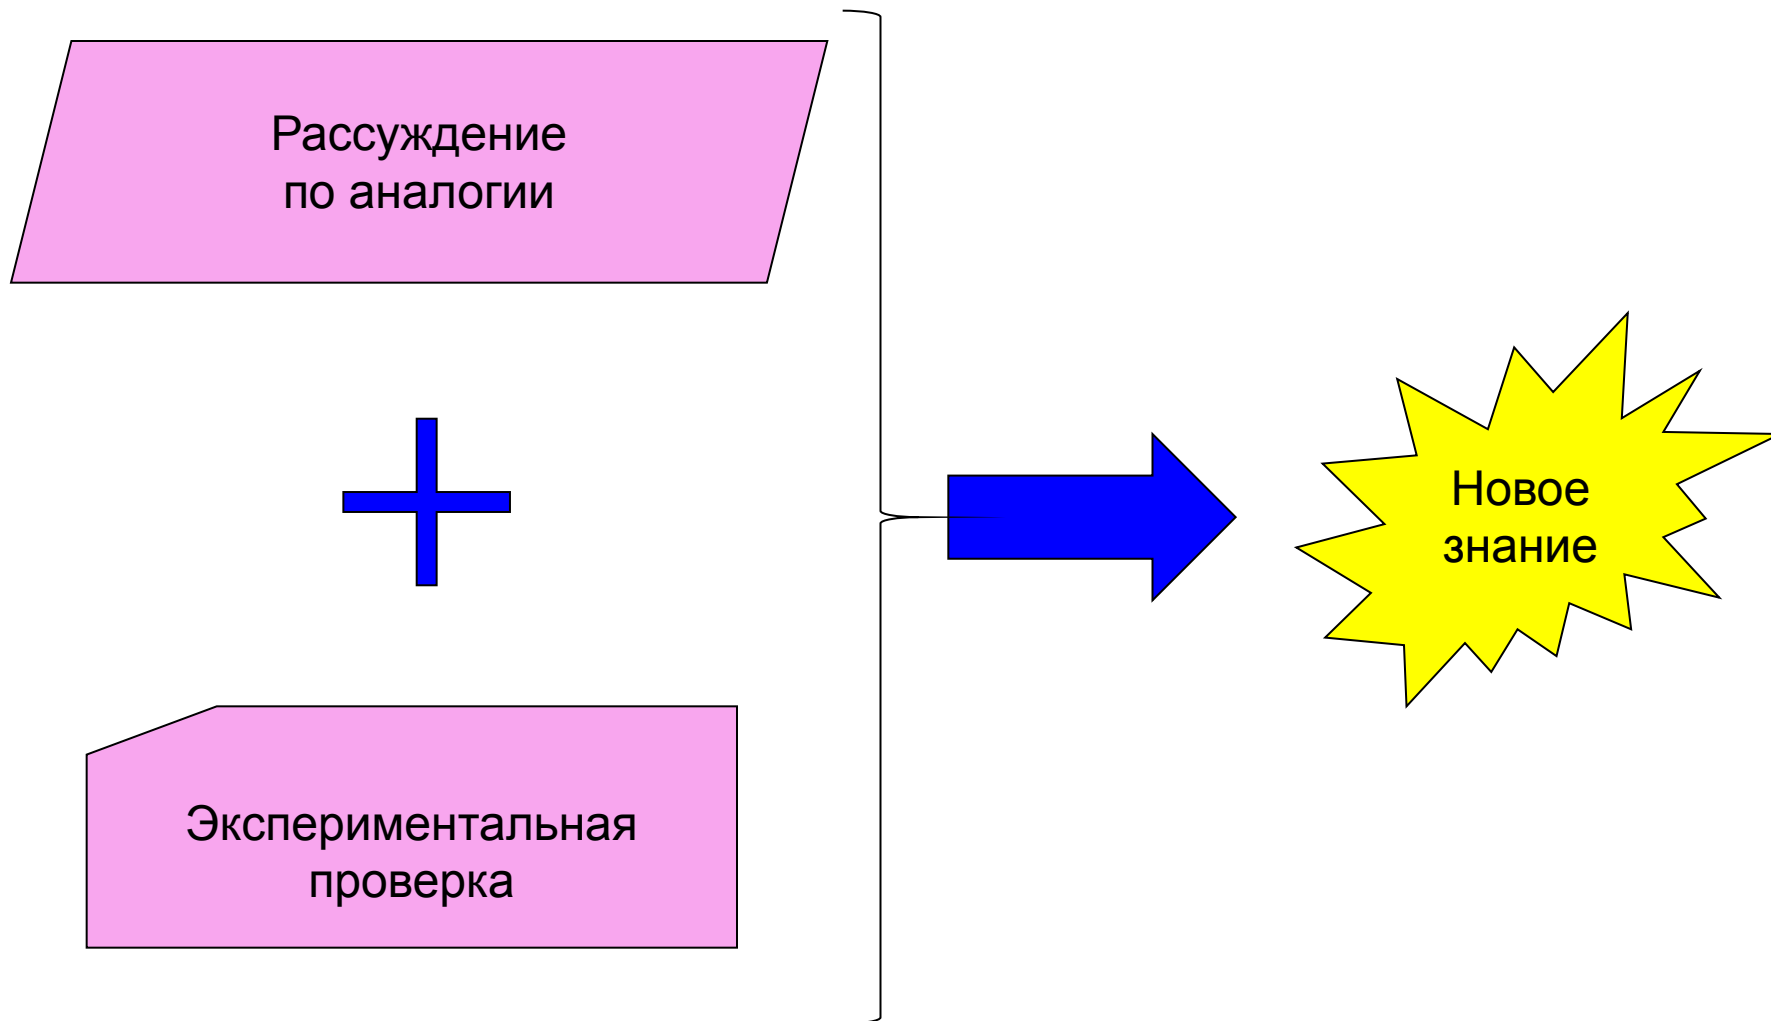 Рассуждение
по аналогии
Экспериментальная
проверка
Новое
знание